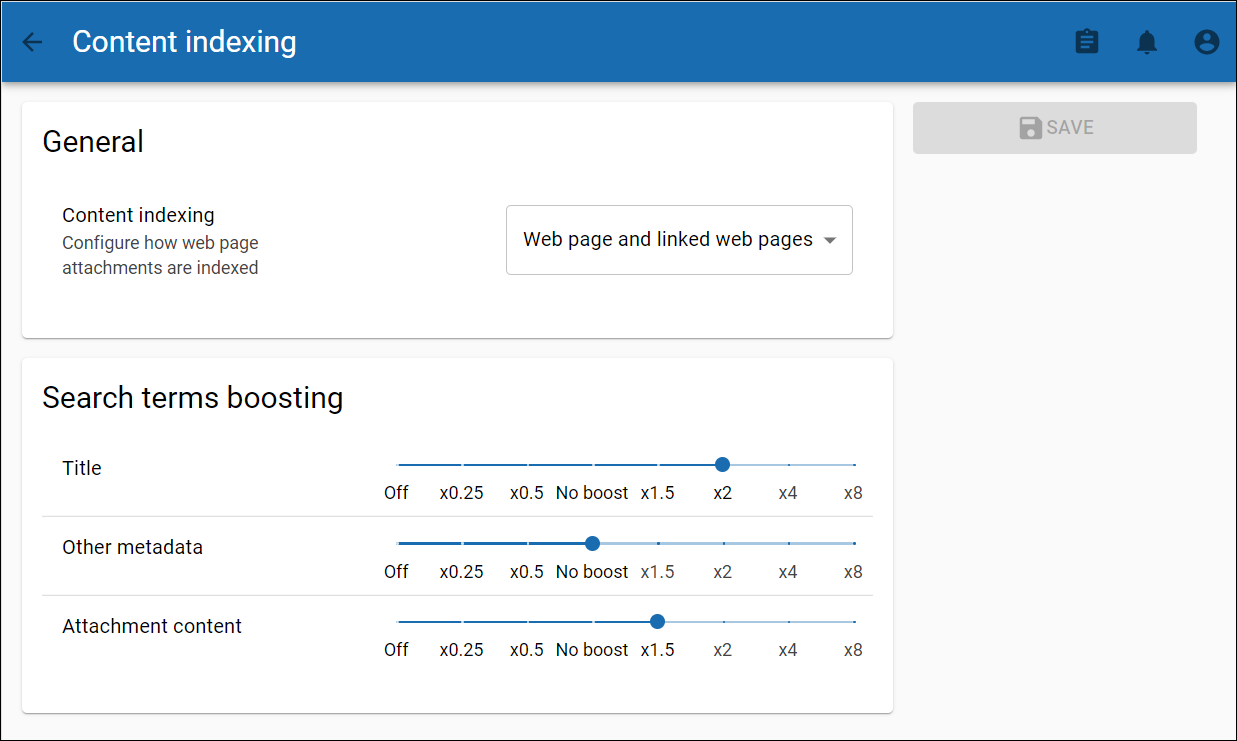 Content indexing
General
SAVE
Content indexing
Configure how web page
attachments are indexed
Web page and linked web pages
Search terms boosting
Title
Off x0.25 x0.5 No boost x1.5 x2 x4 x8
Other metadata
Off x0.25 x0.5 No boost x1.5 x2 x4 x8
Attachment content
Off x0.25 x0.5 No boost x1.5 x2 x4 x8